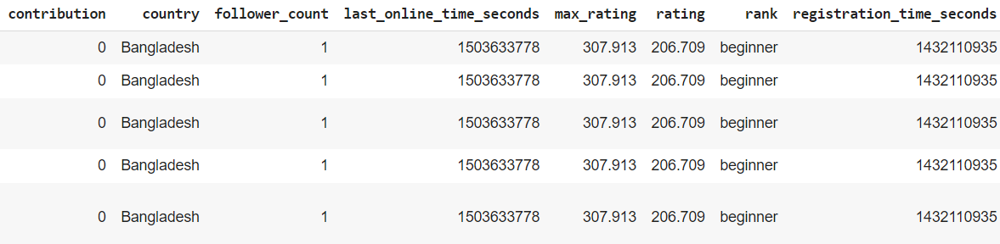 contribution country follower_count last_online_time_seconds max_rating rating rank registration_time_seconds
0 Bangladesh 1 1503633778 307.913 206.709 beginner 1432110935
0 Bangladesh 1 1503633778 307.913 206.709 beginner 1432110935
0 Bangladesh 1 1503633778 307.913 206.709 beginner 1432110935
0 Bangladesh 1 1503633778 307.913 206.709 beginner 1432110935
0 Bangladesh 1 1503633778 307.913 206.709 beginner 1432110935